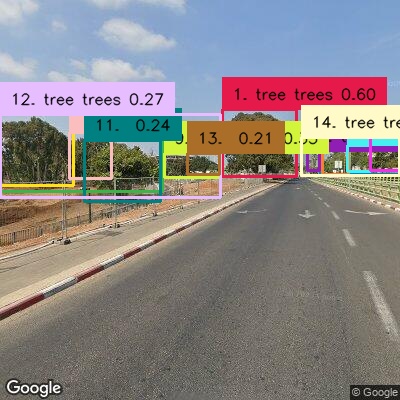 1. tree trees 0.60
12. tree trees 0.27
14. tree tre
11. 0.24
13. 0.21
Google
© 2022 Google